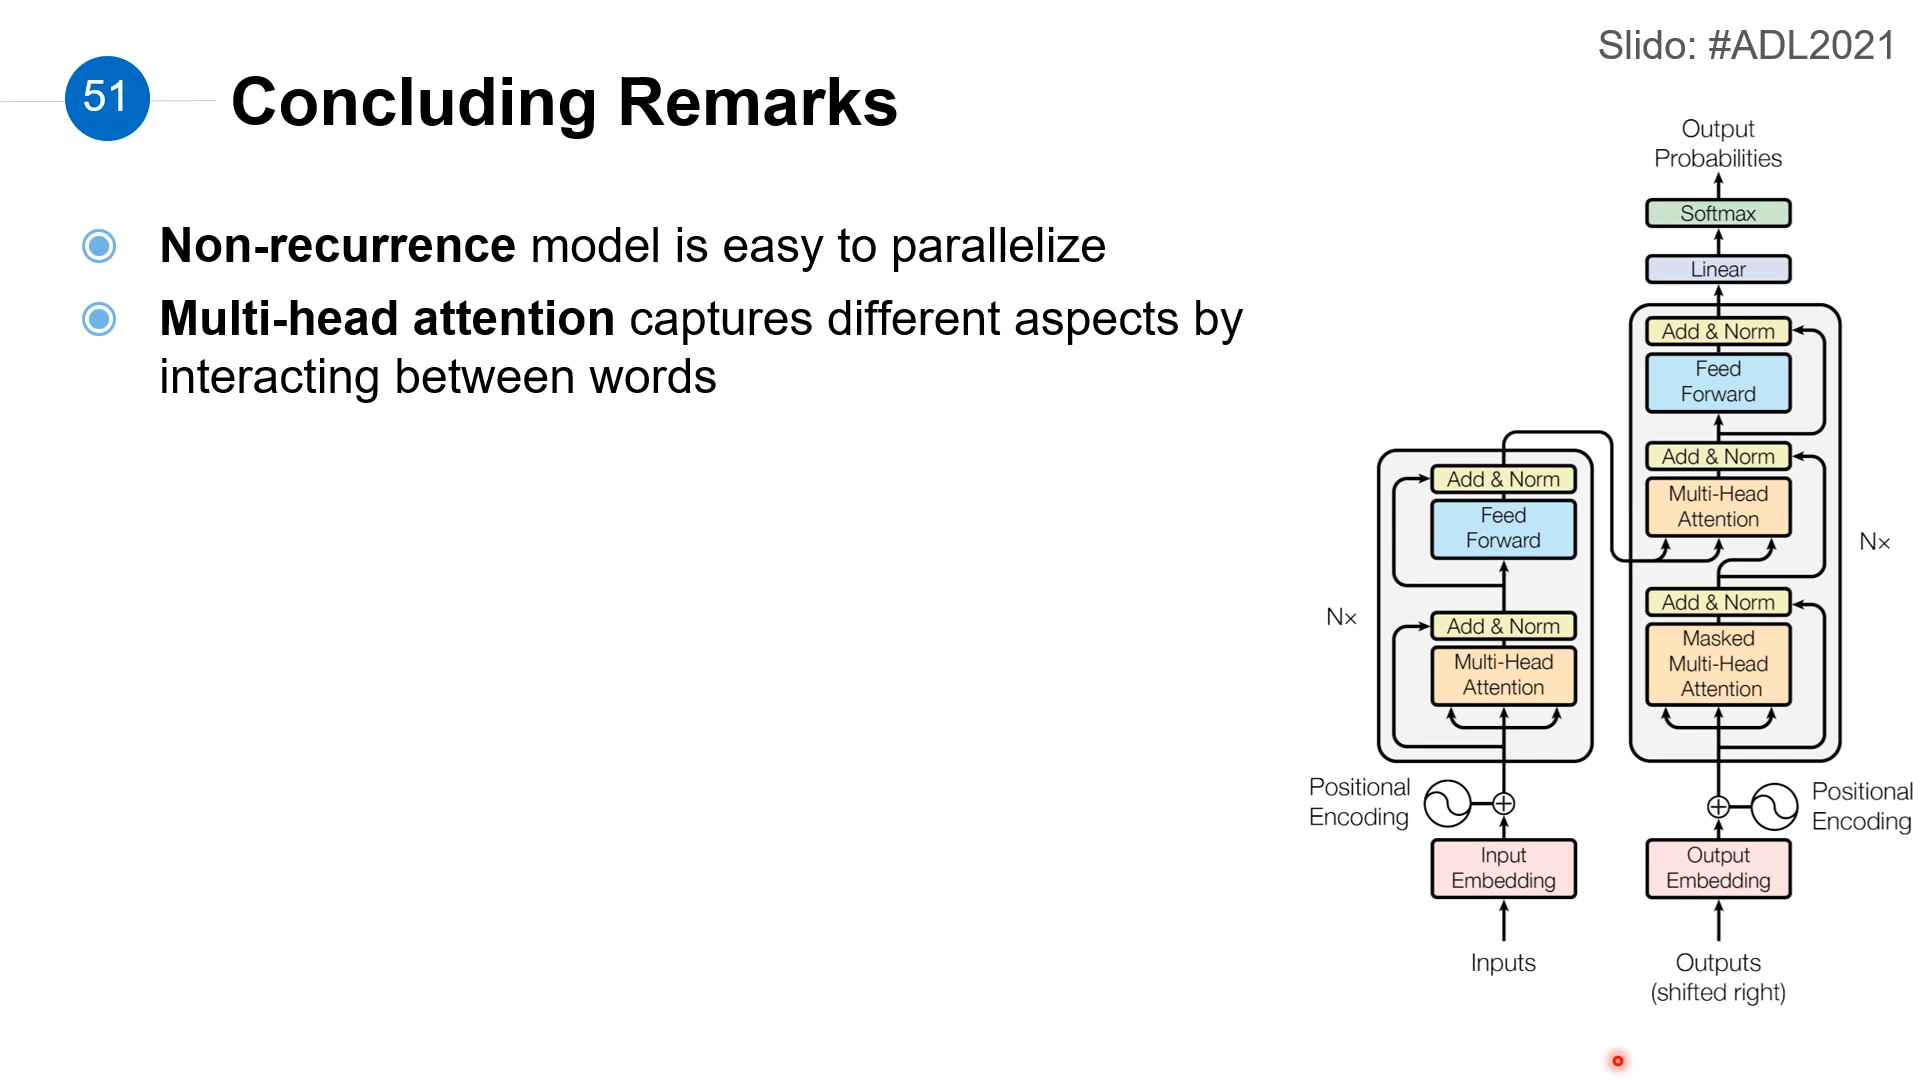 Slido: #ADL2021
51
Concluding Remarks
Non-recurrence model is easy to parallelize
Multi-head attention captures different aspects by
interacting between words
Output
Probabilities
Softmax
Linear
Add & Norm
Feed
Forward
Add & Norm
Multi-Head
Attention
N×
Add & Norm
Masked
Multi-Head
Attention
Positional
Encoding
Output
Embedding
Outputs
(shifted right)
Add & Norm
Feed
Forward
N×
Add & Norm
Multi-Head
Attention
Positional
Encoding
Input
Embedding
Inputs